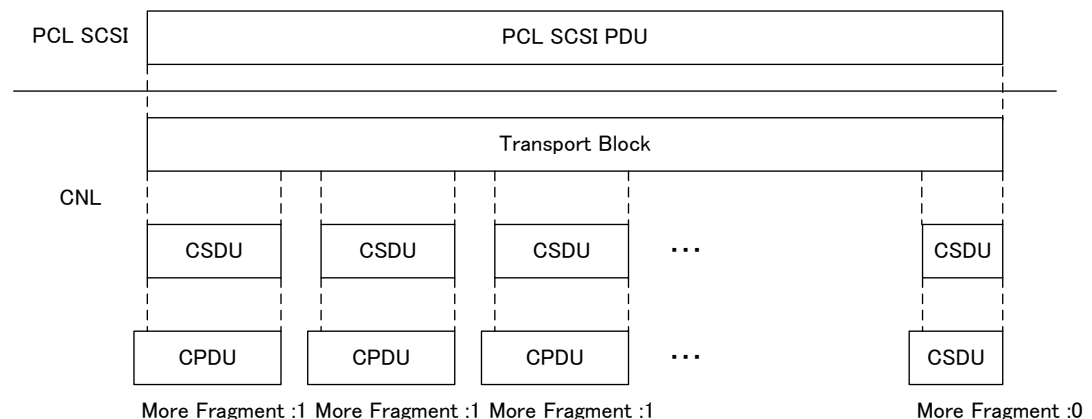 PCL SCSI
PCL SCSI PDU
Transport Block
CNL
CSDU CSDU CSDU ... CSDU
CPDU CPDU CPDU ... CSDU
More Fragment :1 More Fragment :1 More Fragment :1 More Fragment :0